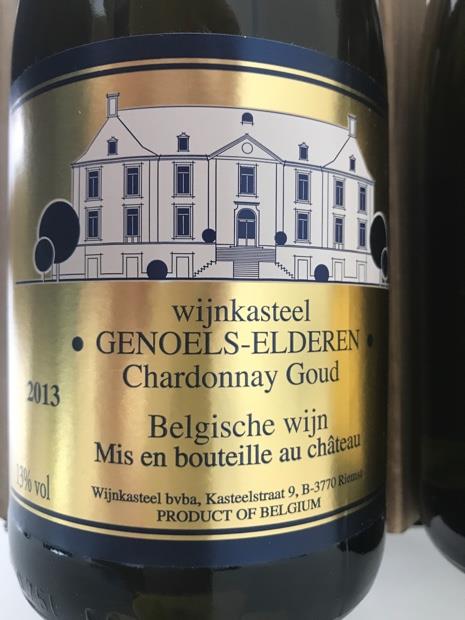 wijnkasteel
• GENOELS-ELDEREN •
Chardonnay Goud
2013
Belgische wijn
Mis en bouteille au château
13% vol
Wijnkasteel bvba, Kasteelstraat 9, B-3770 Riemst
PRODUCT OF BELGIUM